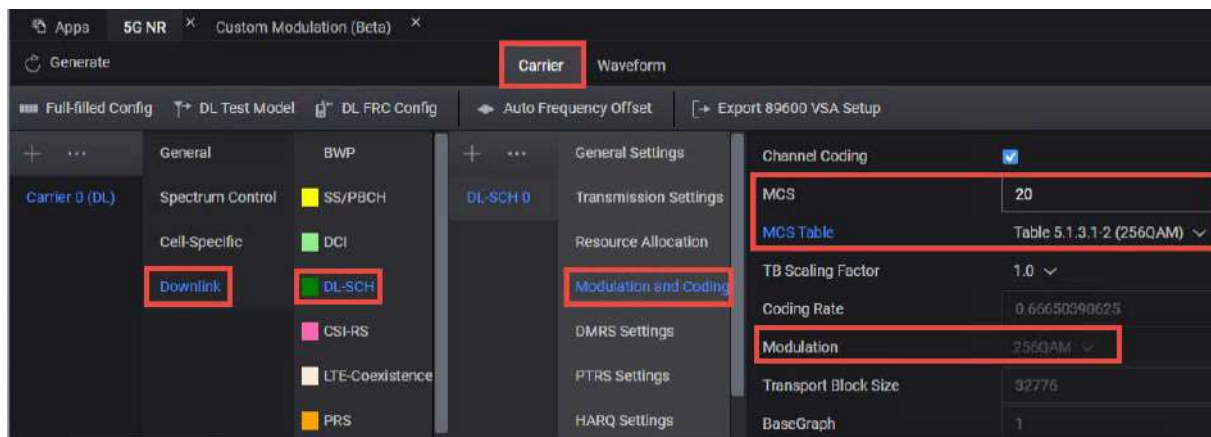 Apps 5G NR × Custom Modulation (Beta) ×
Generate Carrier Waveform
Full-filled Config DL Test Model DL FRC Config Auto Frequency Offset Export 89600 VSA Setup
+ ... General BWP + ... General Settings Channel Coding
Carrier 0 (DL) Spectrum Control SS/PBCH DL-SCH 0 Transmission Settings MCS 20
Cell-Specific DCI Resource Allocation MCS Table Table 5.1.3.1-2 (256QAM)
Downlink DL-SCH Modulation and Coding TB Scaling Factor 1.0
CSI-RS DMRS Settings Coding Rate 0.66650390625
LTE-Coexistence PTRS Settings Modulation 256QAM
PRS HARQ Settings Transport Block Size 32776
BaseGraph 1